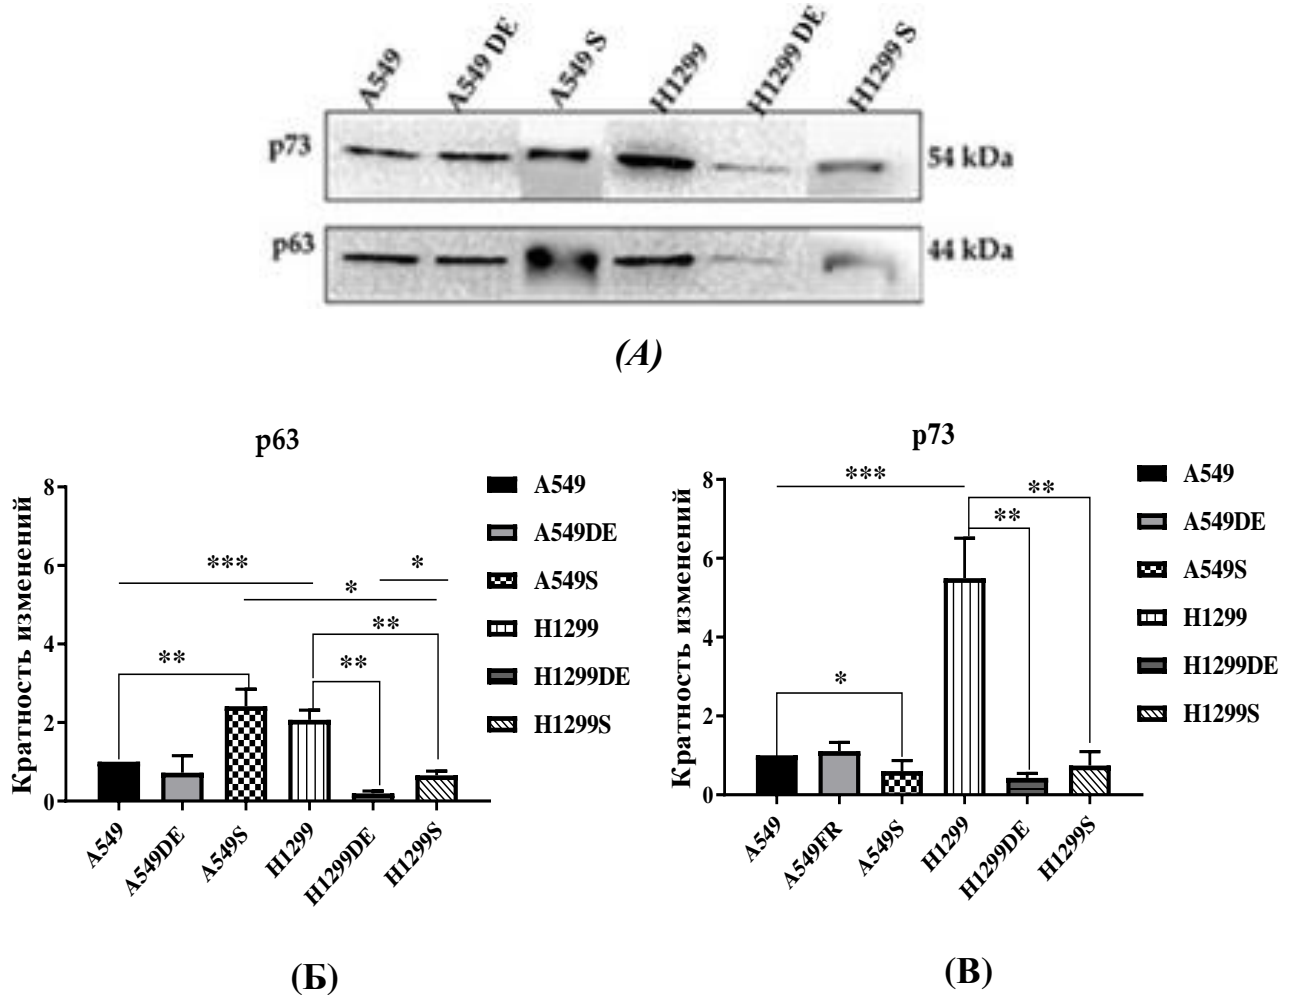 A549
A549 DE
A549 S
H1299
H1299 DE
H1299 S
p73
54 kDa
p63
44 kDa
(A)
p63
Кратность изменений
8
6
4
2
0
***
*
*
**
**
**
A549
A549DE
A549S
H1299
H1299DE
H1299S
A549
A549DE
A549S
H1299
H1299DE
H1299S
(Б)
p73
Кратность изменений
8
6
4
2
0
***
**
**
*
A549
A549FR
A549S
H1299
H1299DE
H1299S
A549
A549DE
A549S
H1299
H1299DE
H1299S
(В)